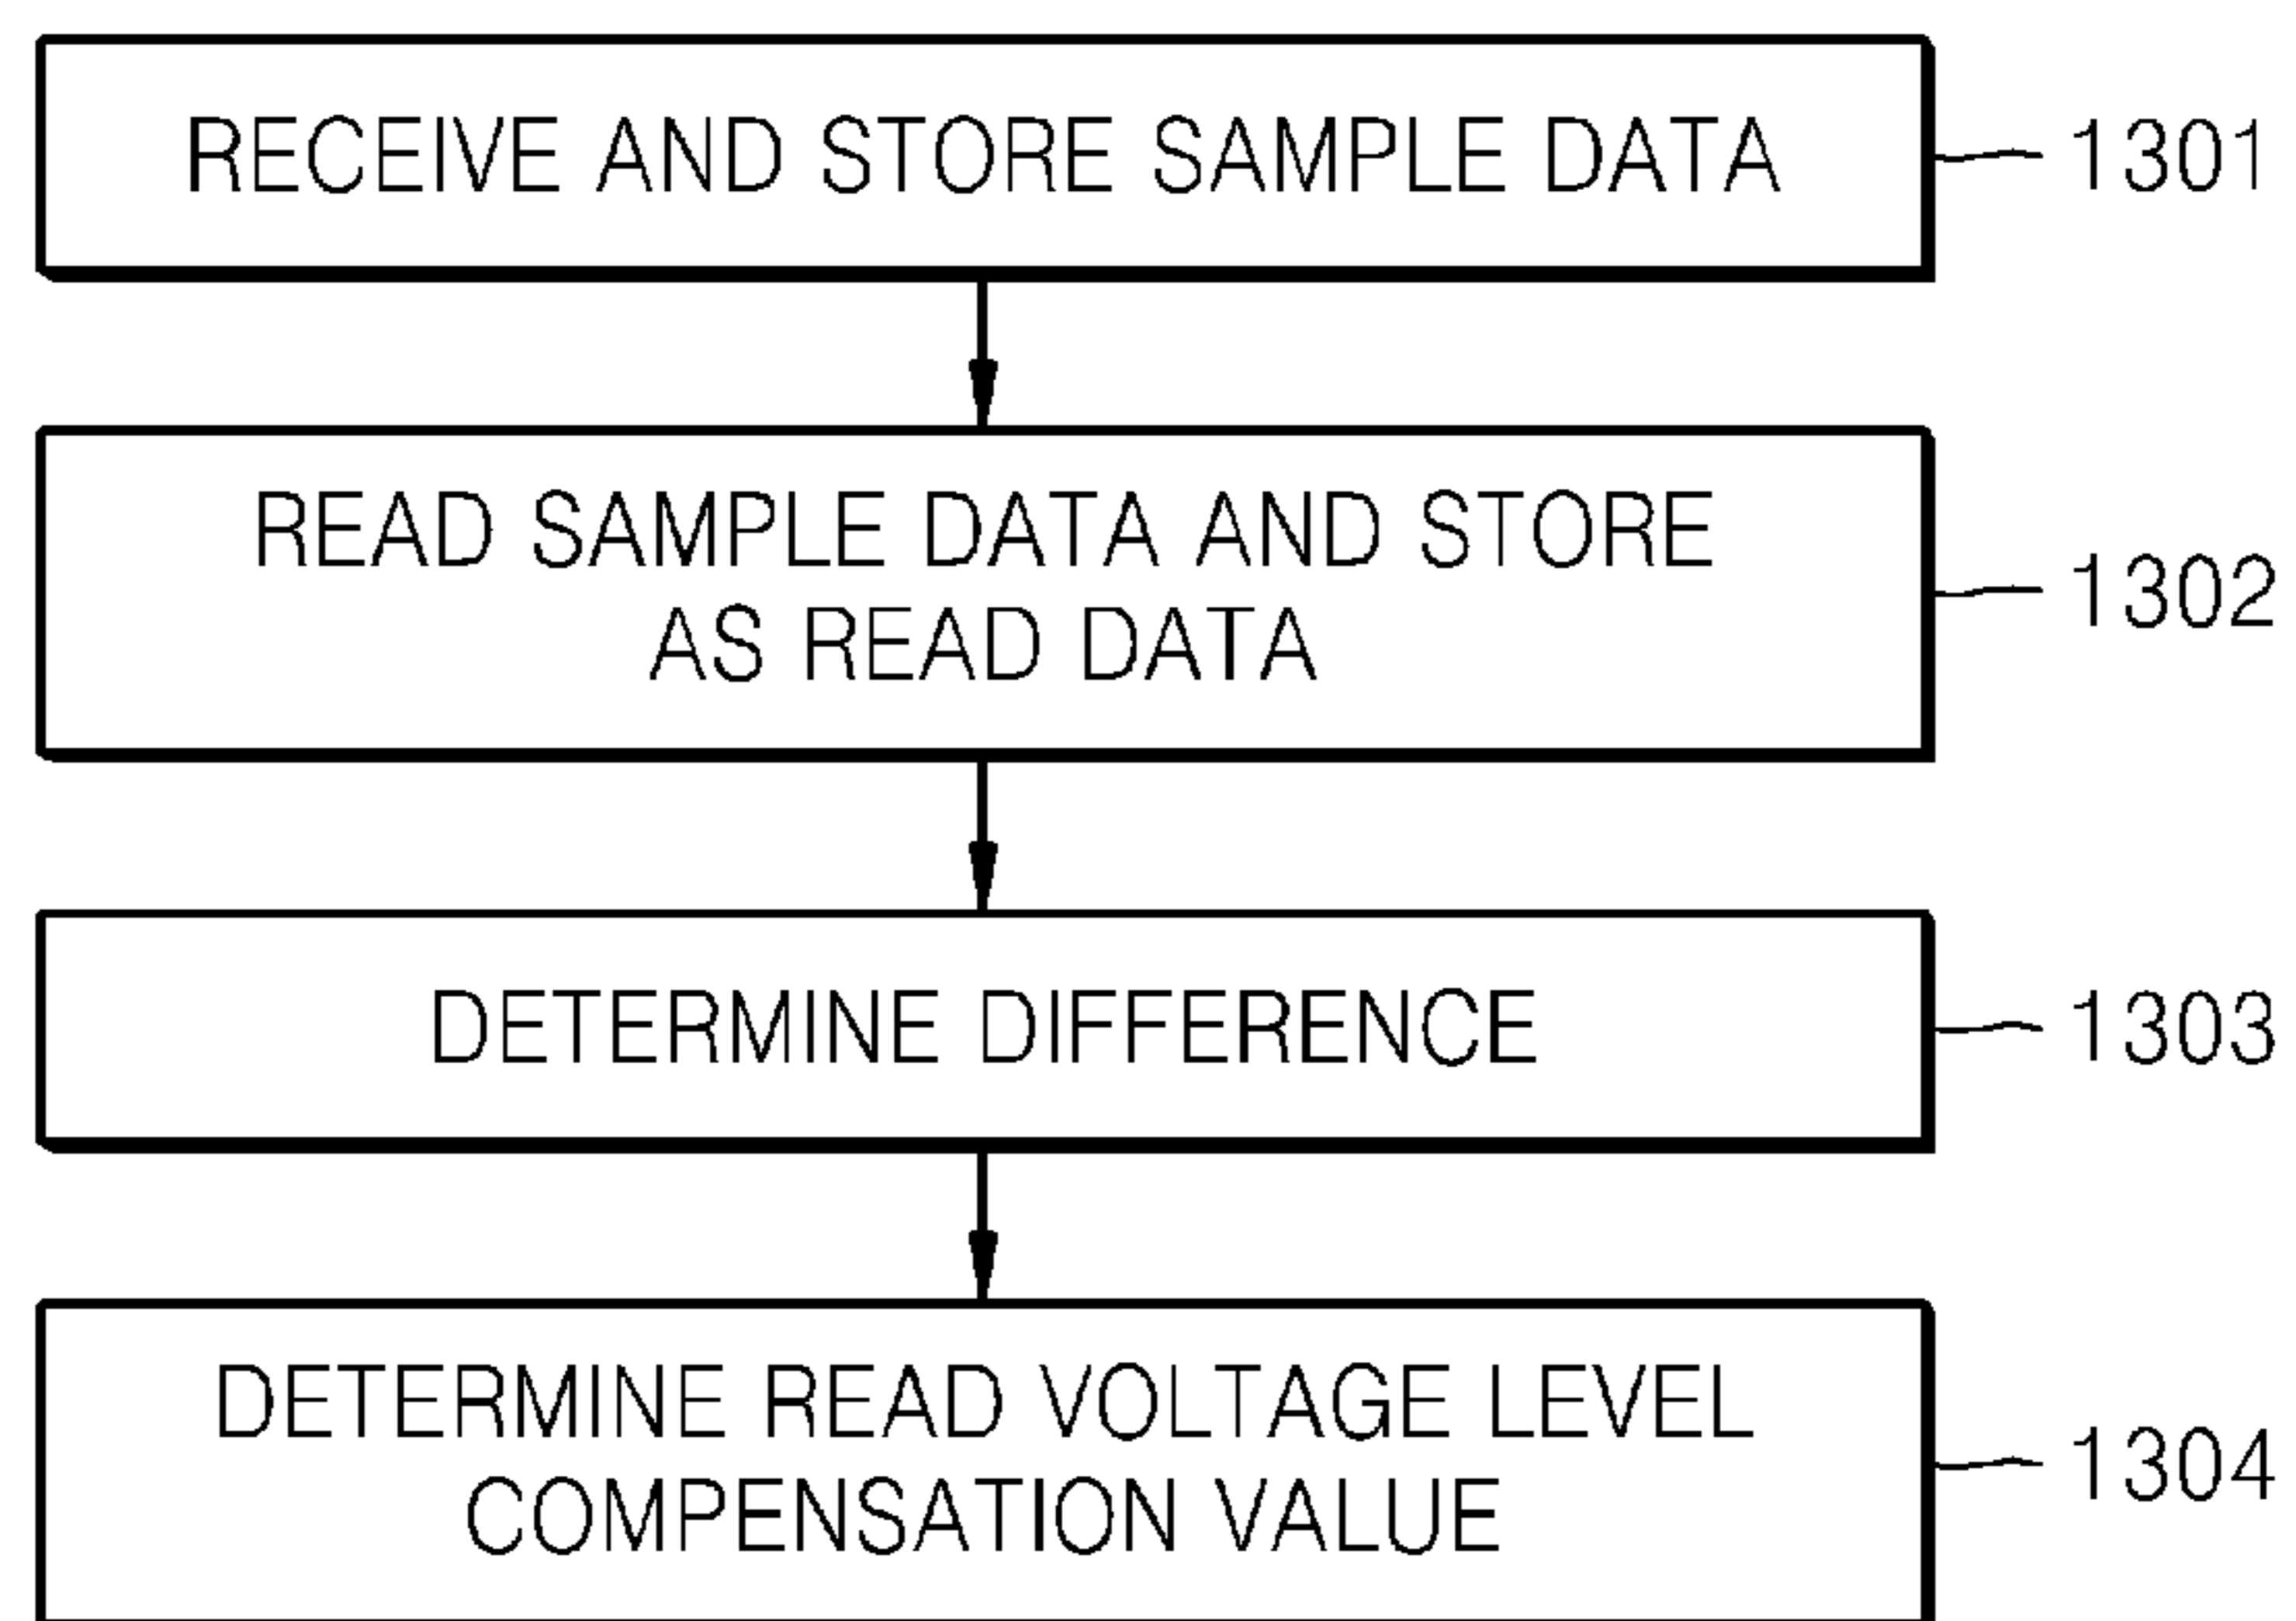 RECEIVE AND STORE SAMPLE DATA
1301
READ SAMPLE DATA AND STORE
AS READ DATA
1302
DETERMINE DIFFERENCE
1303
DETERMINE READ VOLTAGE LEVEL
COMPENSATION VALUE
1304